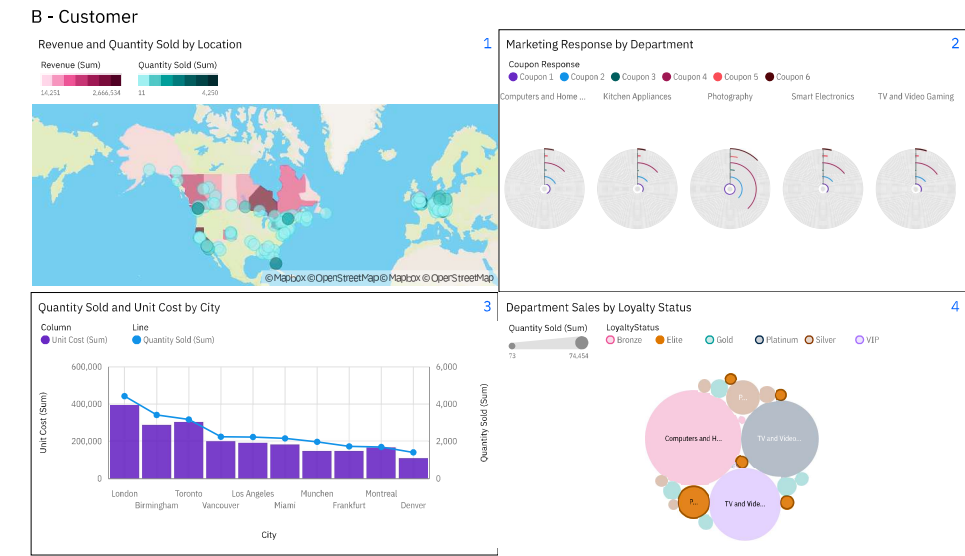 B - Customer
Revenue and Quantity Sold by Location
1
Revenue (Sum)
Quantity Sold (Sum)
14,251
2,666,534
11
4,250
© Mapbox © OpenStreetMap © Mapbox © OpenStreetMap
Marketing Response by Department
2
Coupon Response
Coupon 1
Coupon 2
Coupon 3
Coupon 4
Coupon 5
Coupon 6
Computers and Home ...
Kitchen Appliances
Photography
Smart Electronics
TV and Video Gaming
Quantity Sold and Unit Cost by City
3
Column
Line
Unit Cost (Sum)
Quantity Sold (Sum)
600,000
400,000
200,000
0
6,000
4,000
2,000
0
Unit Cost (Sum)
Quantity Sold (Sum)
London
Birmingham
Toronto
Vancouver
Los Angeles
Miami
Munchen
Frankfurt
Montreal
Denver
City
Department Sales by Loyalty Status
4
Quantity Sold (Sum)
73
74,454
LoyaltyStatus
Bronze
Elite
Gold
Platinum
Silver
VIP
P...
Computers and H...
TV and Video...
P...
TV and Vide...